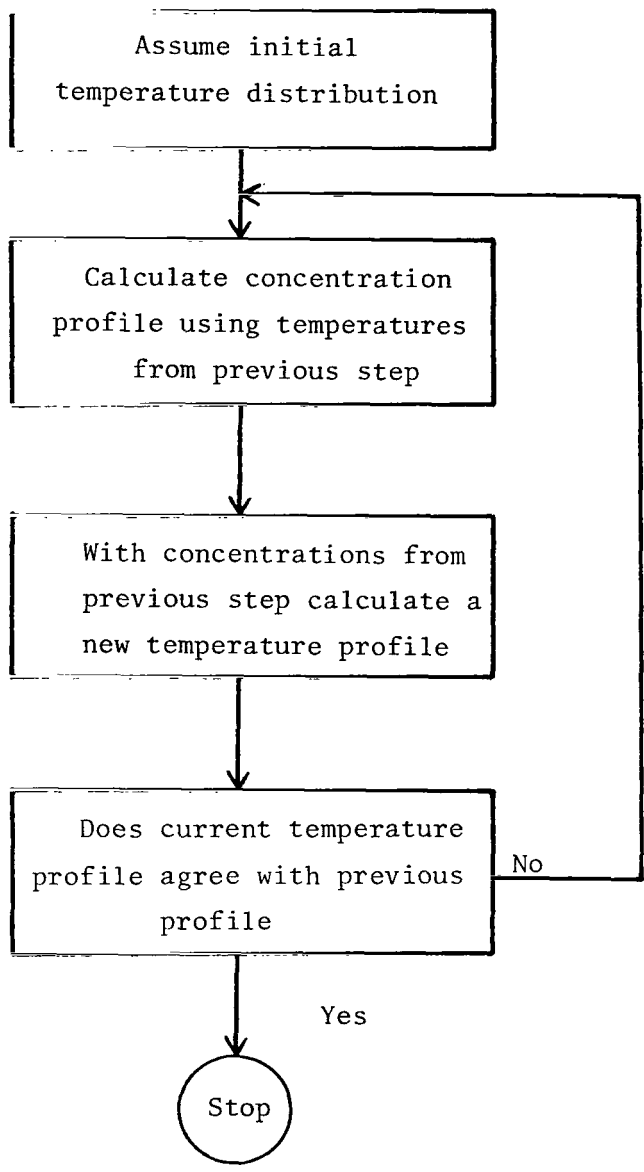 Assume initial
temperature distribution
Calculate concentration
profile using temperatures
from previous step
With concentrations from
previous step calculate a
new temperature profile
Does current temperature
profile agree with previous
profile
No
Yes
Stop